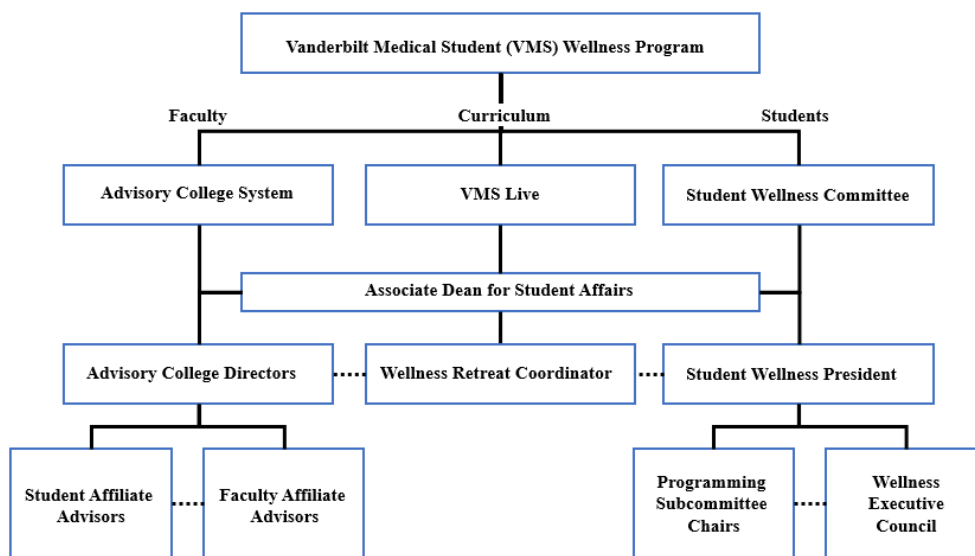 Vanderbilt Medical Student (VMS) Wellness Program
Faculty
Curriculum
Students
Advisory College System
VMS Live
Student Wellness Committee
Associate Dean for Student Affairs
Advisory College Directors
Wellness Retreat Coordinator
Student Wellness President
Student Affiliate
Advisors
Faculty Affiliate
Advisors
Programming
Subcommittee
Chairs
Wellness
Executive
Council